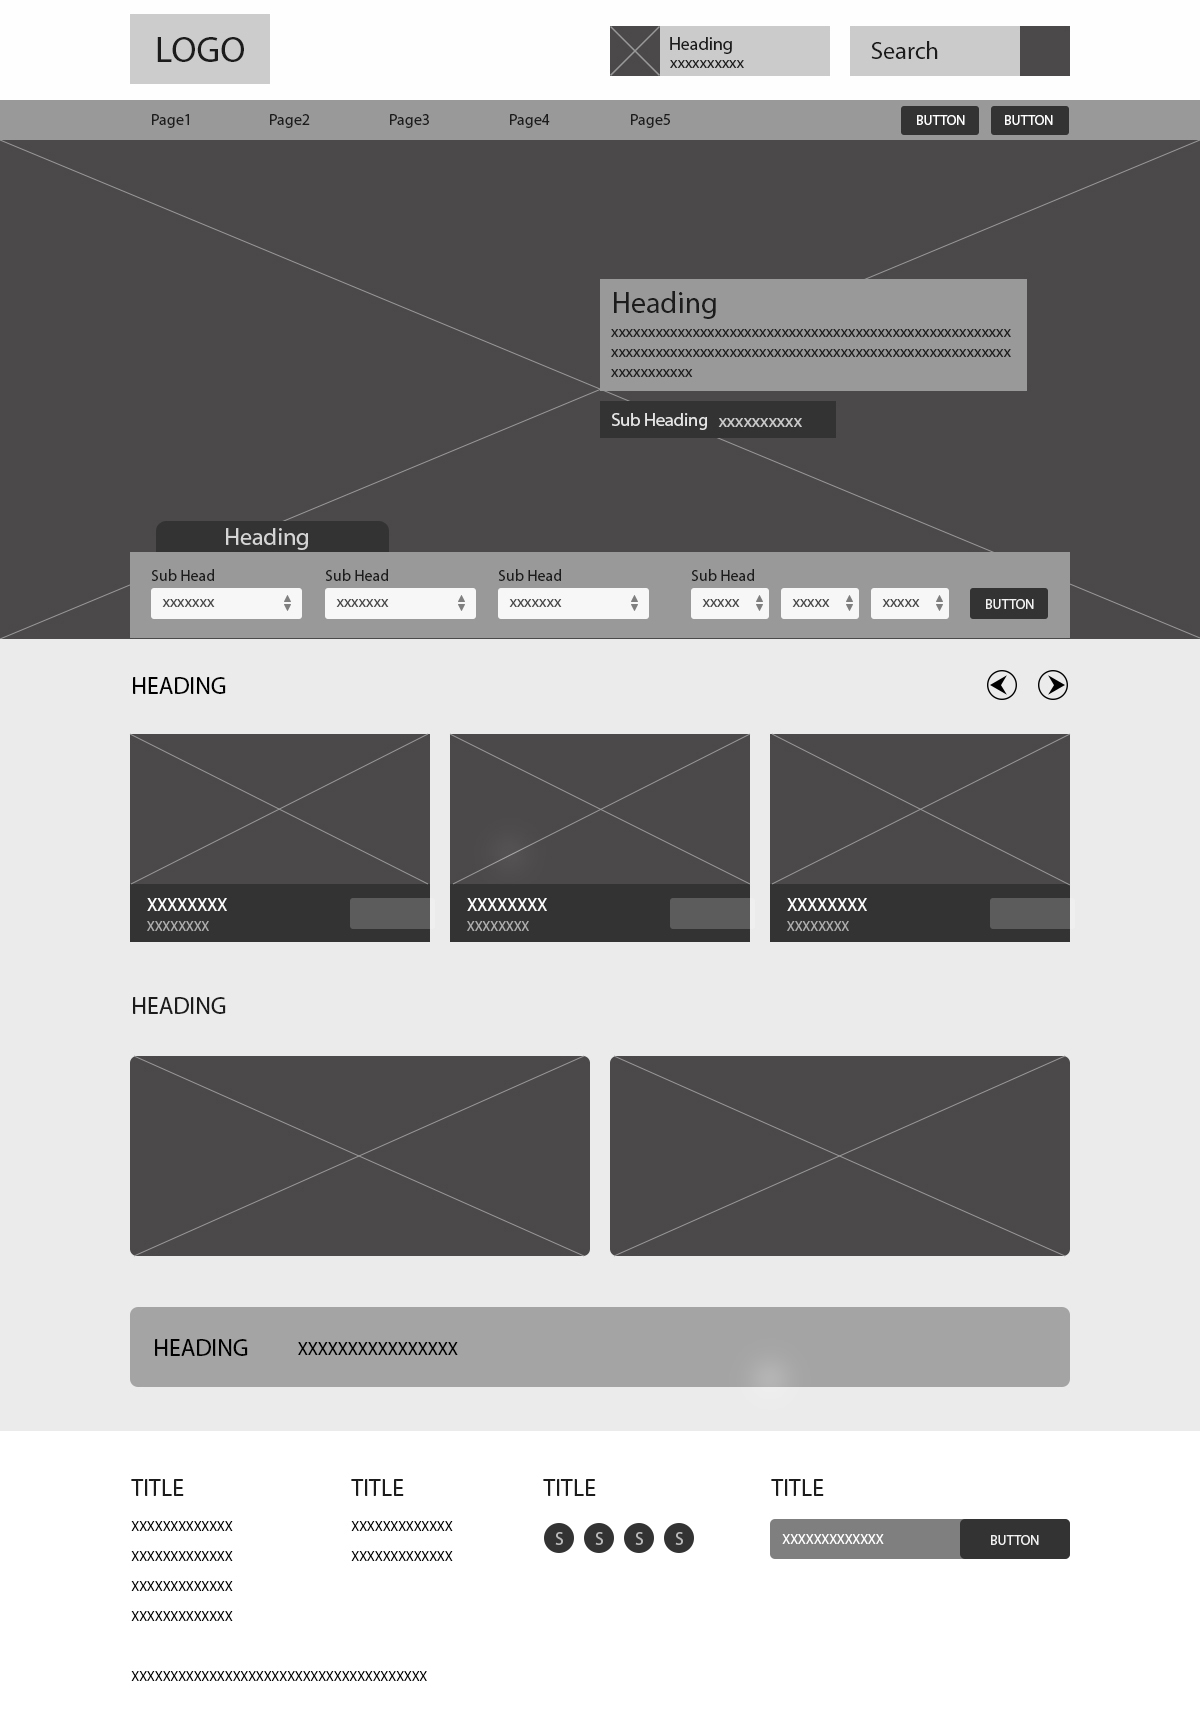 LOGO
Heading
xxxxxxxxxx
Search
Page1 Page2 Page3 Page4 Page5 BUTTON BUTTON
Heading
xxxxxxxxxxxxxxxxxxxxxxxxxxxxxxxxxxxxxxxxxxxxxxxxxxxxxx
xxxxxxxxxxxxxxxxxxxxxxxxxxxxxxxxxxxxxxxxxxxxxxxxxxxxxx
xxxxxxxxxxx
Sub Heading xxxxxxxxxx
Heading
Sub Head Sub Head Sub Head Sub Head
xxxxxxx xxxxxxx xxxxxxx xxxxx xxxxx xxxxx BUTTON
HEADING
XXXXXXXX XXXXXXXX XXXXXXXX
XXXXXXXX XXXXXXXX XXXXXXXX
HEADING
HEADING XXXXXXXXXXXXXXXX
TITLE TITLE TITLE TITLE
XXXXXXXXXXXXX XXXXXXXXXXXXX S S S S XXXXXXXXXXXXX BUTTON
XXXXXXXXXXXXX XXXXXXXXXXXXX
XXXXXXXXXXXXX
XXXXXXXXXXXXX
XXXXXXXXXXXXXXXXXXXXXXXXXXXXXXXXXXXXXX